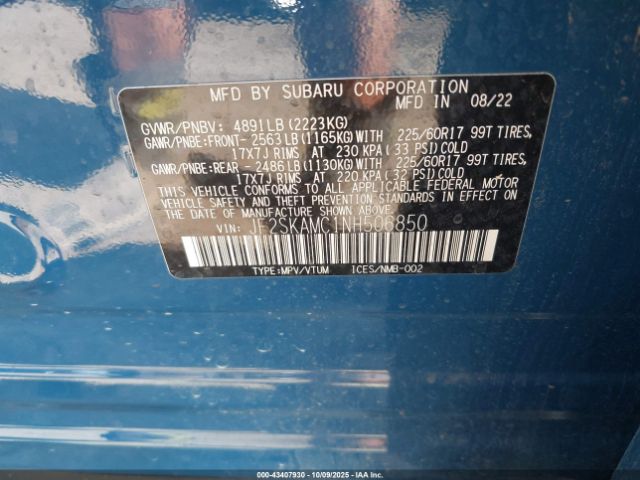 MFD BY SUBARU CORPORATION
MFD IN 08/22
GVWR/PNBV: 4891LB(2223KG)
GAWR/PNBE:FRONT-2563LB(1165KG)WITH 225/60R17 99T TIRES,
17X7J RIMS AT 230 KPA(33 PSI)COLD
GAWR/PNBE:REAR-2486LB(1130KG)WITH 225/60R17 99T TIRES,
17X7J RIMS AT 220 KPA(32 PSI)COLD
THIS VEHICLE CONFORMS TO ALL APPLICABLE FEDERAL MOTOR
VEHICLE SAFETY AND THEFT PREVENTION STANDARDS IN EFFECT ON
THE DATE OF MANUFACTURE SHOWN ABOVE.
VIN: JF2SKAMC1NH506850
TYPE:MPV/VTUM ICES/NMB-002
000-43407930 - 10/09/2025 - IAAI.COM